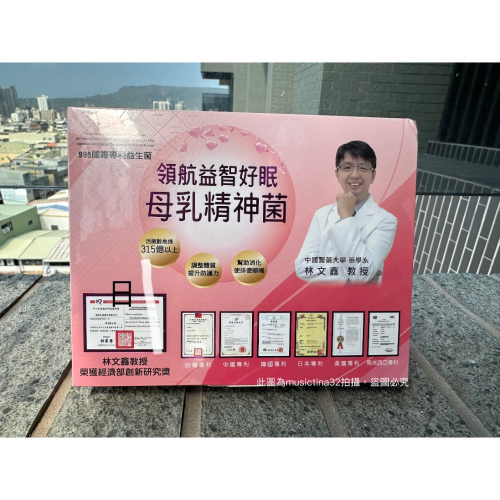 995國際專利益生菌
領航益智好眠
母乳精神菌
活菌數高達
315億以上
調整體質
提升防護力
幫助消化
使排便順暢
中國醫藥大學 藥學系
林文鑫 教授
日
林文鑫教授
榮獲經濟部創新研究獎
台灣專利
中國專利
韓國專利
日本專利
美國專利
馬來西亞專利
此圖為musictina32拍攝，盜圖必究